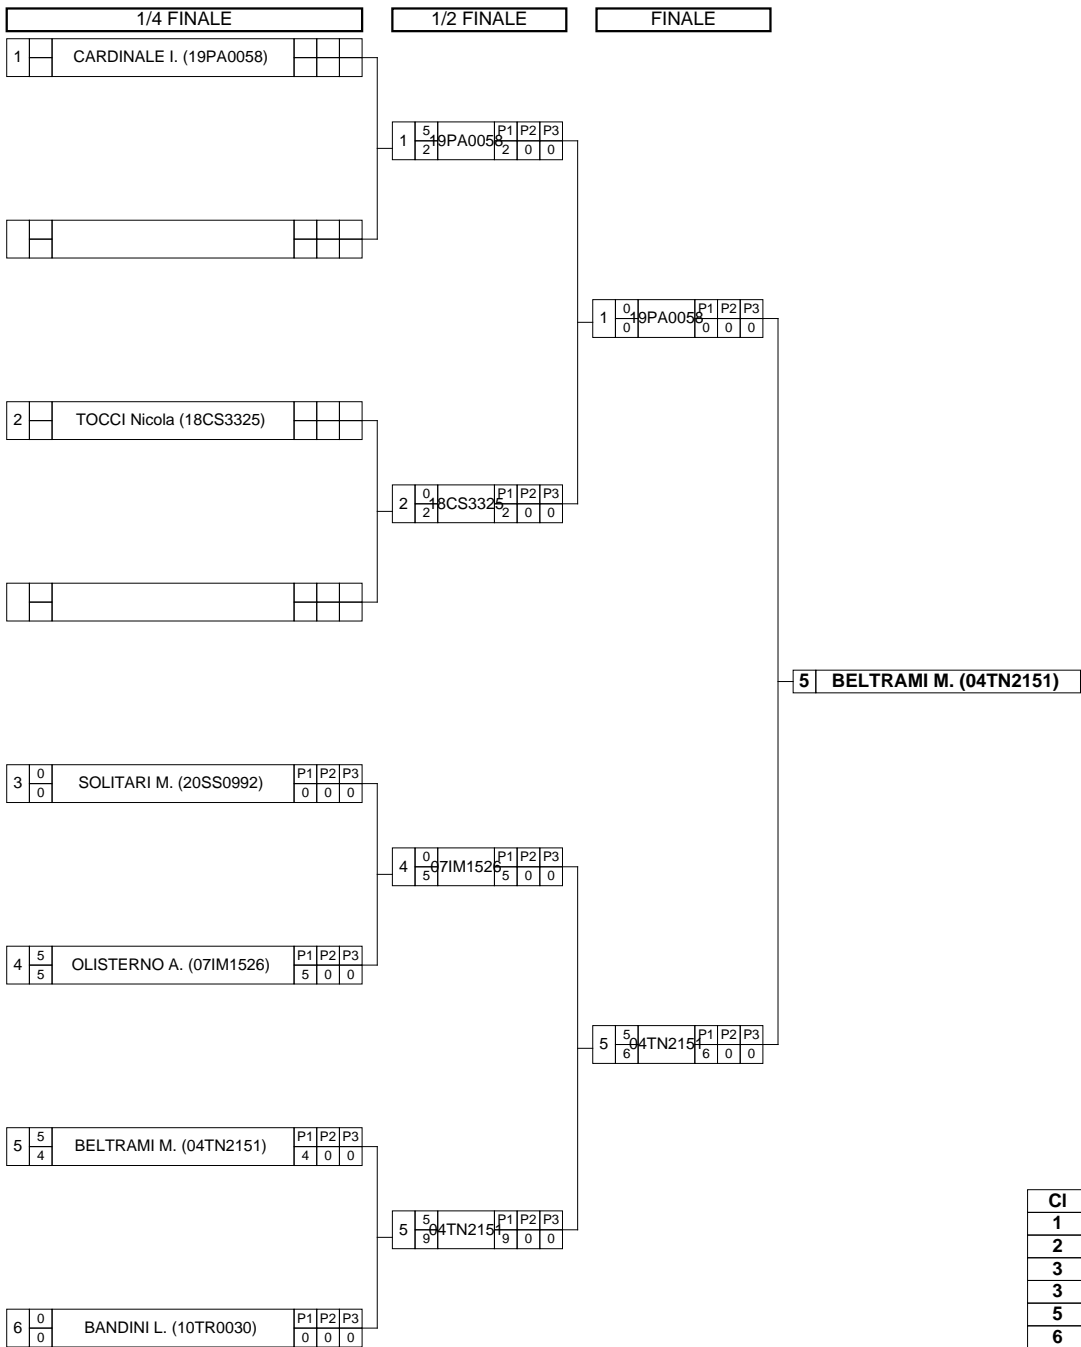 1/4 FINALE 1/2 FINALE FINALE
1 CARDINALE I. (19PA0058)
1 5 2 19PA0058 P1 P2 P3 2 0 0
1 0 0 19PA0058 P1 P2 P3 0 0 0
2 TOCCI Nicola (18CS3325)
2 0 2 18CS3325 P1 P2 P3 2 0 0
5 BELTRAMI M. (04TN2151)
3 0 0 SOLITARI M. (20SS0992) P1 P2 P3 0 0 0
4 0 5 07IM1526 P1 P2 P3 5 0 0
4 5 5 OLISTERNO A. (07IM1526) P1 P2 P3 5 0 0
5 5 6 04TN2151 P1 P2 P3 6 0 0
5 5 4 BELTRAMI M. (04TN2151) P1 P2 P3 4 0 0
5 5 9 04TN2151 P1 P2 P3 9 0 0
6 0 0 BANDINI L. (10TR0030) P1 P2 P3 0 0 0
Cl
1
2
3
3
5
6